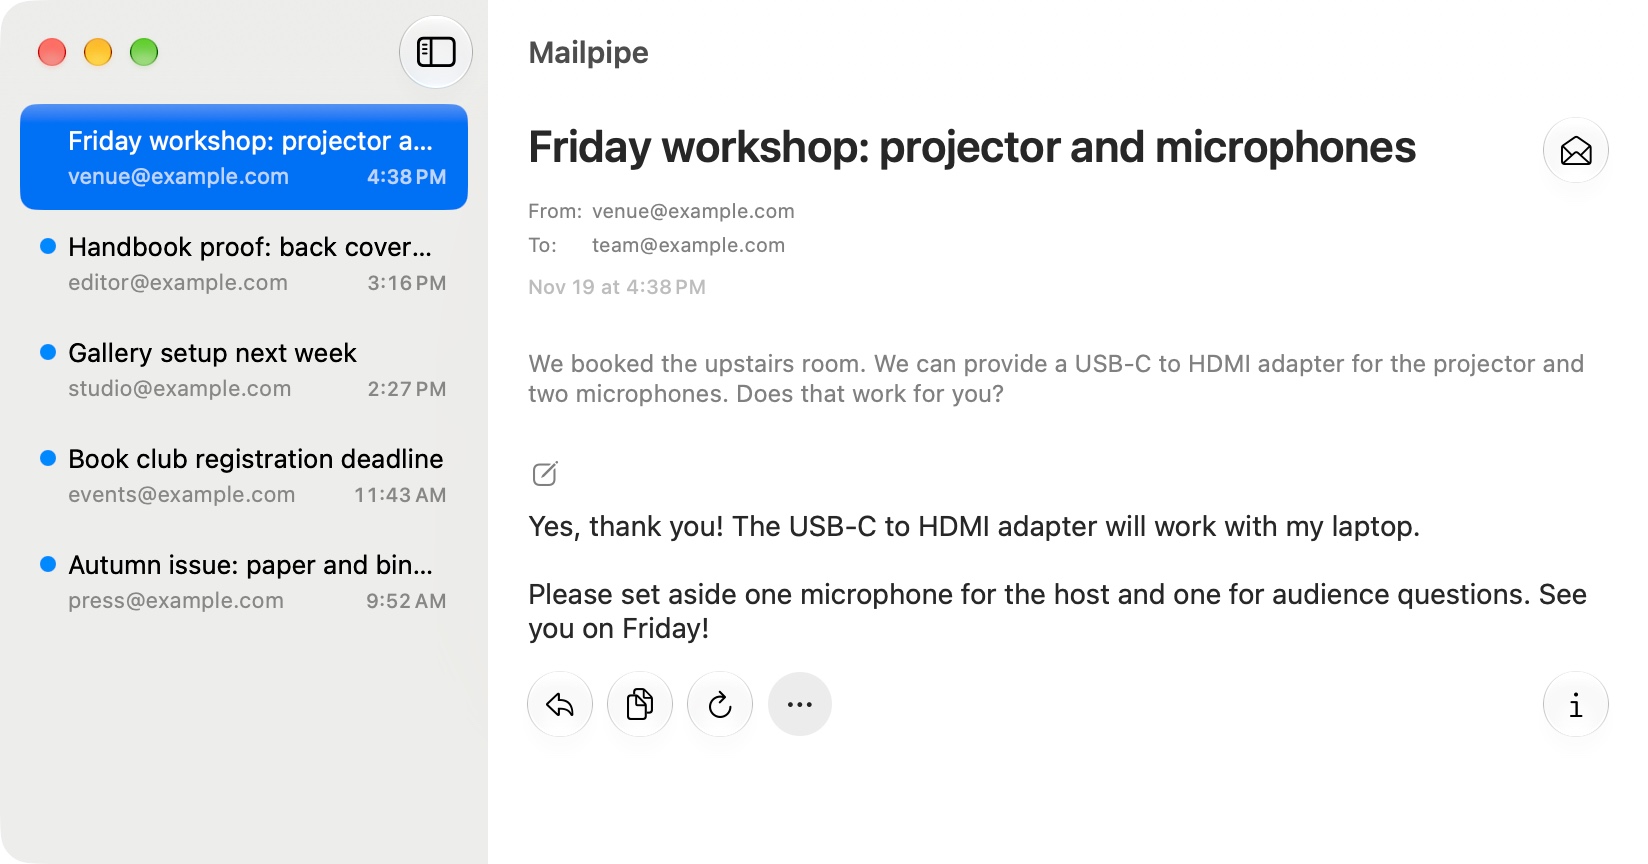 Friday workshop: projector a...
venue@example.com 4:38 PM
Handbook proof: back cover...
editor@example.com 3:16 PM
Gallery setup next week
studio@example.com 2:27 PM
Book club registration deadline
events@example.com 11:43 AM
Autumn issue: paper and bin...
press@example.com 9:52 AM
Mailpipe
Friday workshop: projector and microphones
From: venue@example.com
To: team@example.com
Nov 19 at 4:38 PM
We booked the upstairs room. We can provide a USB-C to HDMI adapter for the projector and
two microphones. Does that work for you?
Yes, thank you! The USB-C to HDMI adapter will work with my laptop.
Please set aside one microphone for the host and one for audience questions. See
you on Friday!